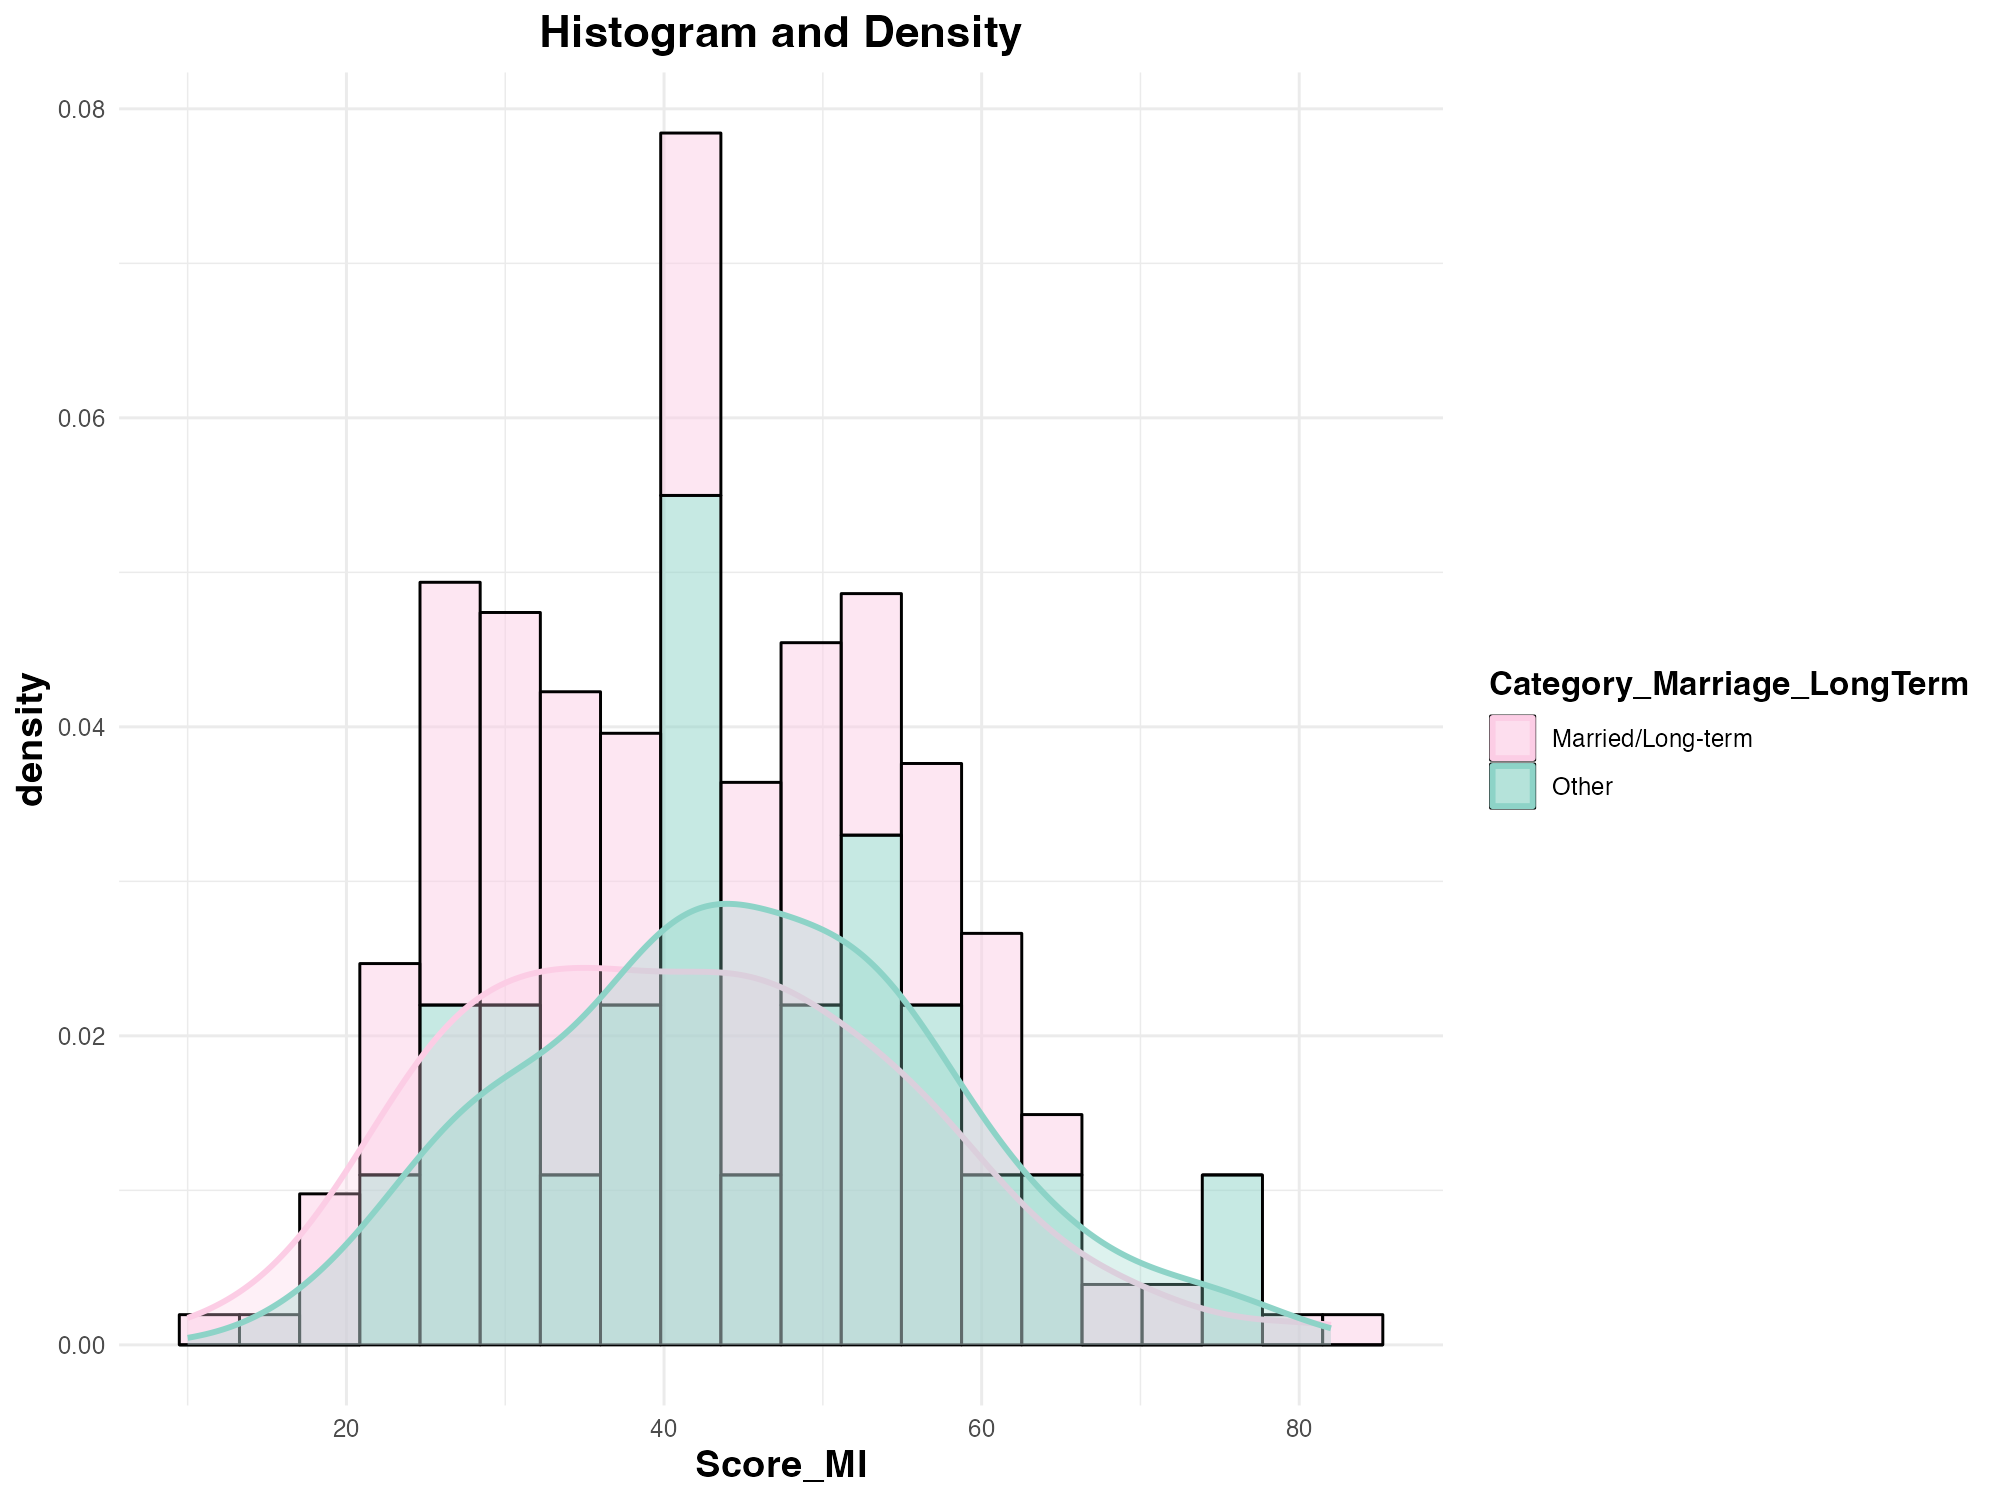 Histogram and Density
0.08
0.06
0.04
0.02
0.00
density
20 40 60 80
Score_MI
Category_Marriage_LongTerm
Married/Long-term
Other